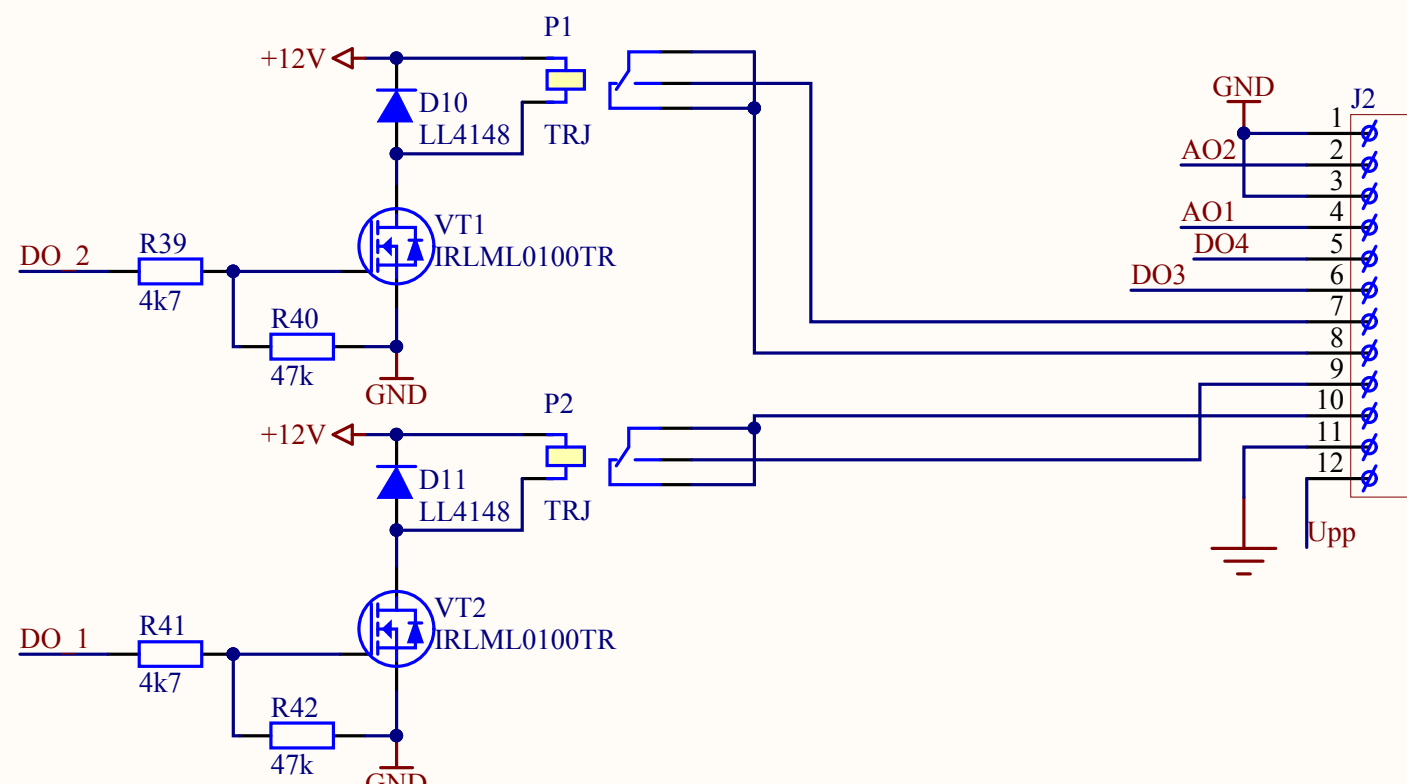 P1
+12V
D10
LL4148
TRJ
GND
J2
1
AO2
2
3
AO1
4
DO4
5
DO3
6
7
8
9
10
11
12
Upp
VT1
IRLML0100TR
DO_2
R39
4k7
R40
47k
GND
P2
+12V
D11
LL4148
TRJ
VT2
IRLML0100TR
DO_1
R41
4k7
R42
47k
GND